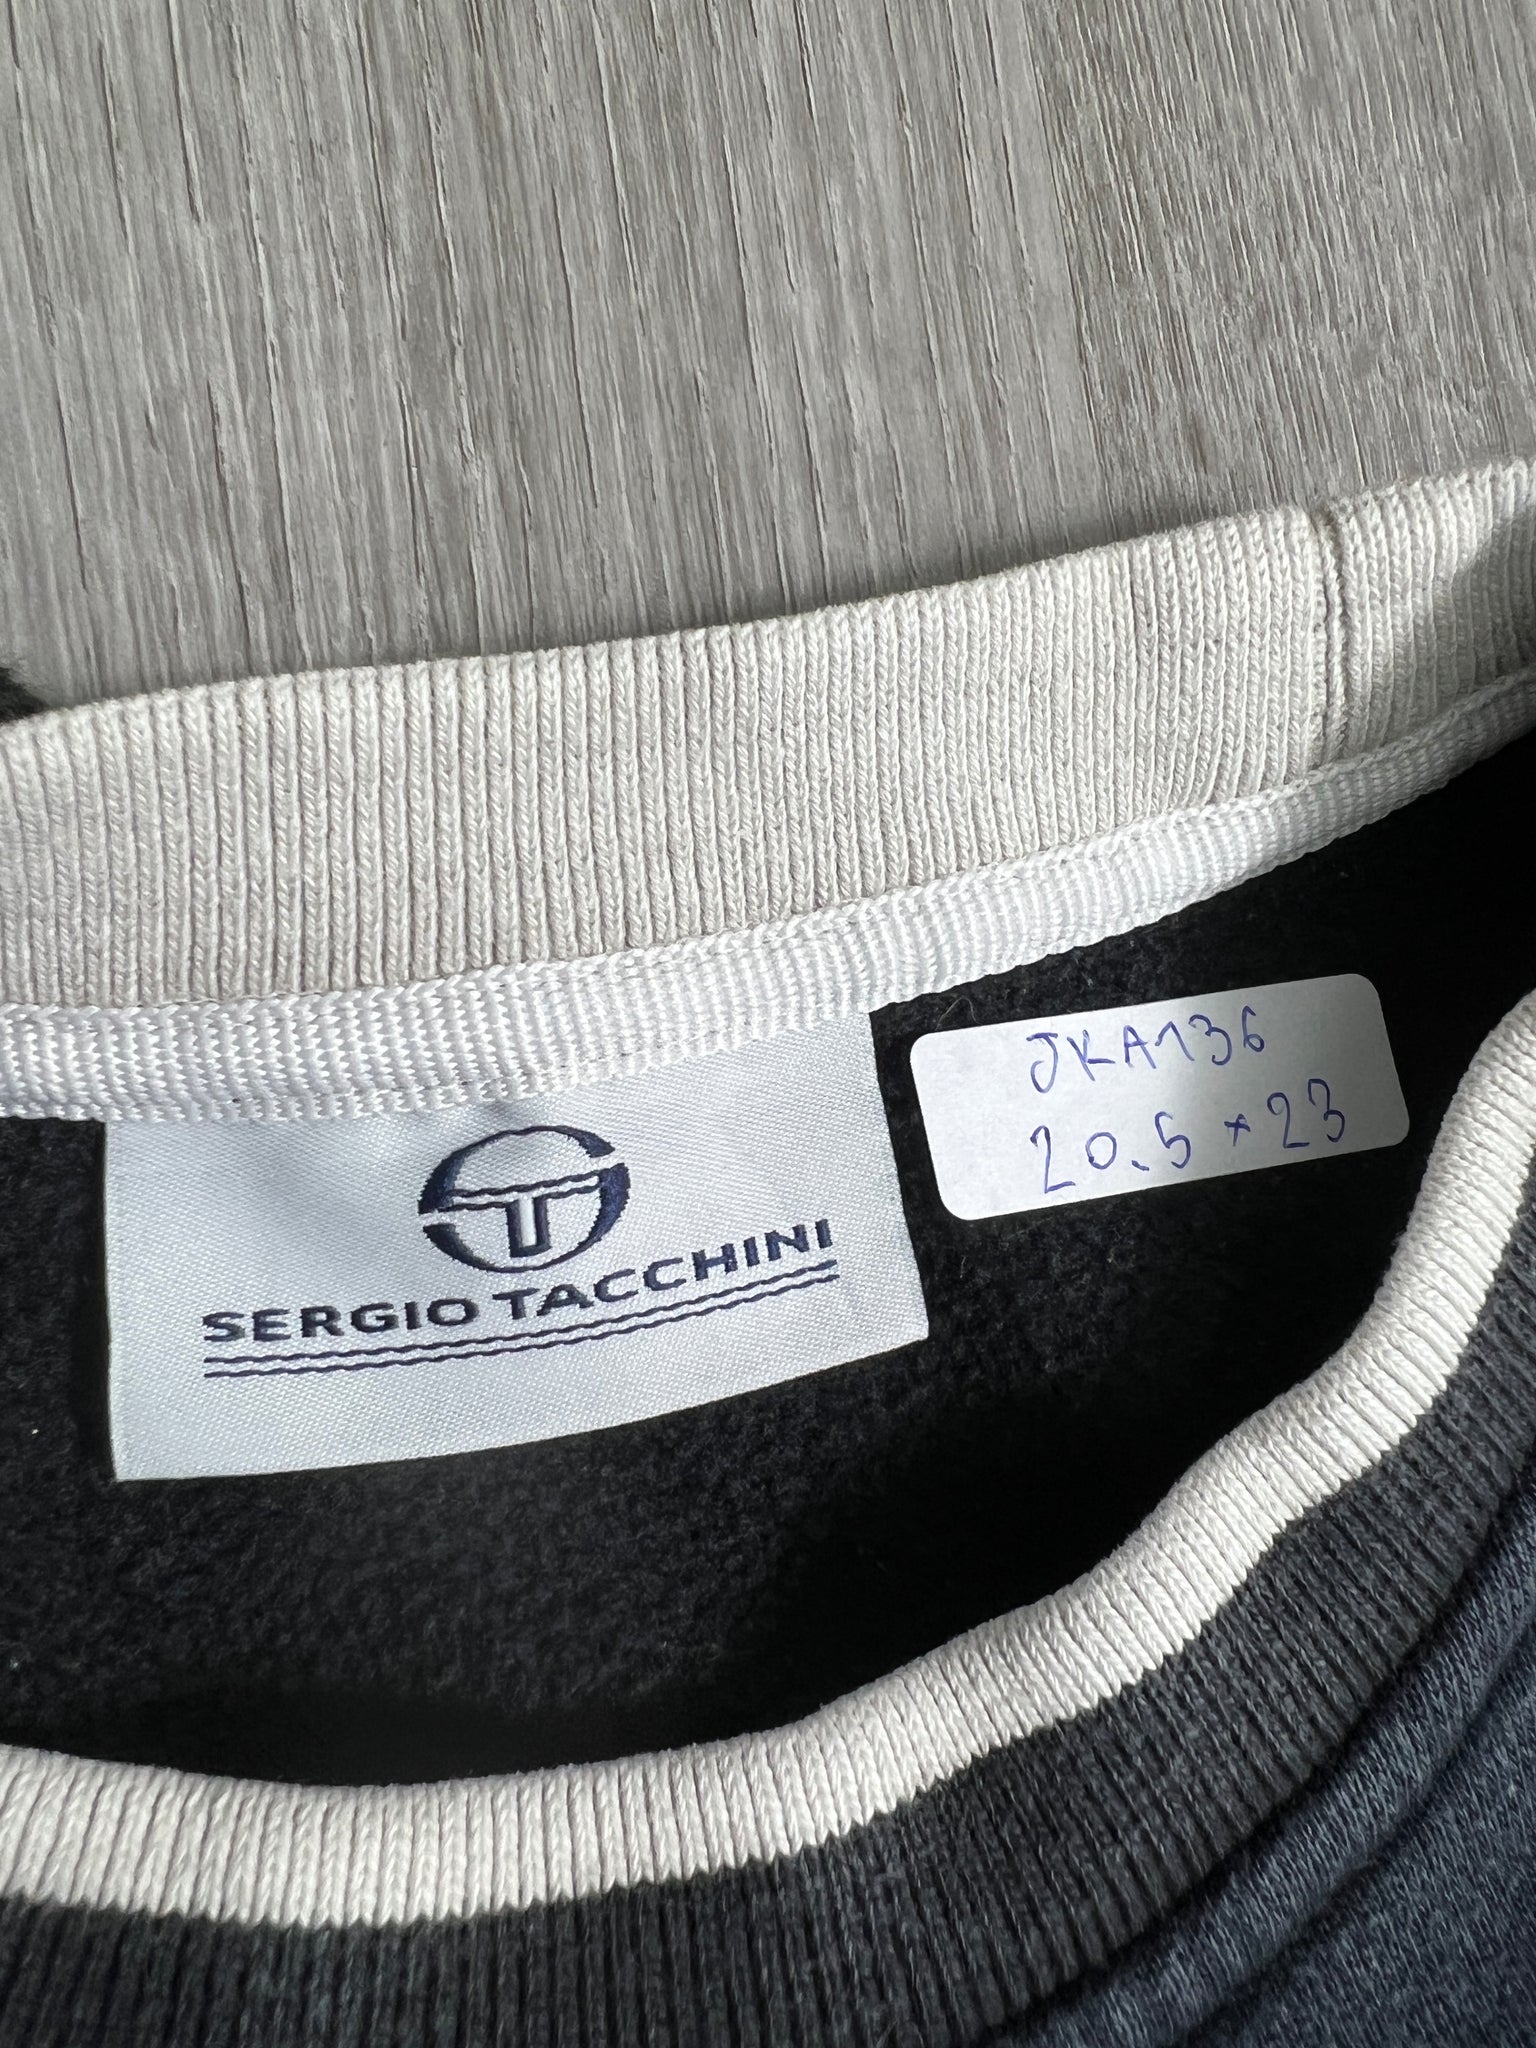 JKA136
20.5 * 23
SERGIO TACCHINI